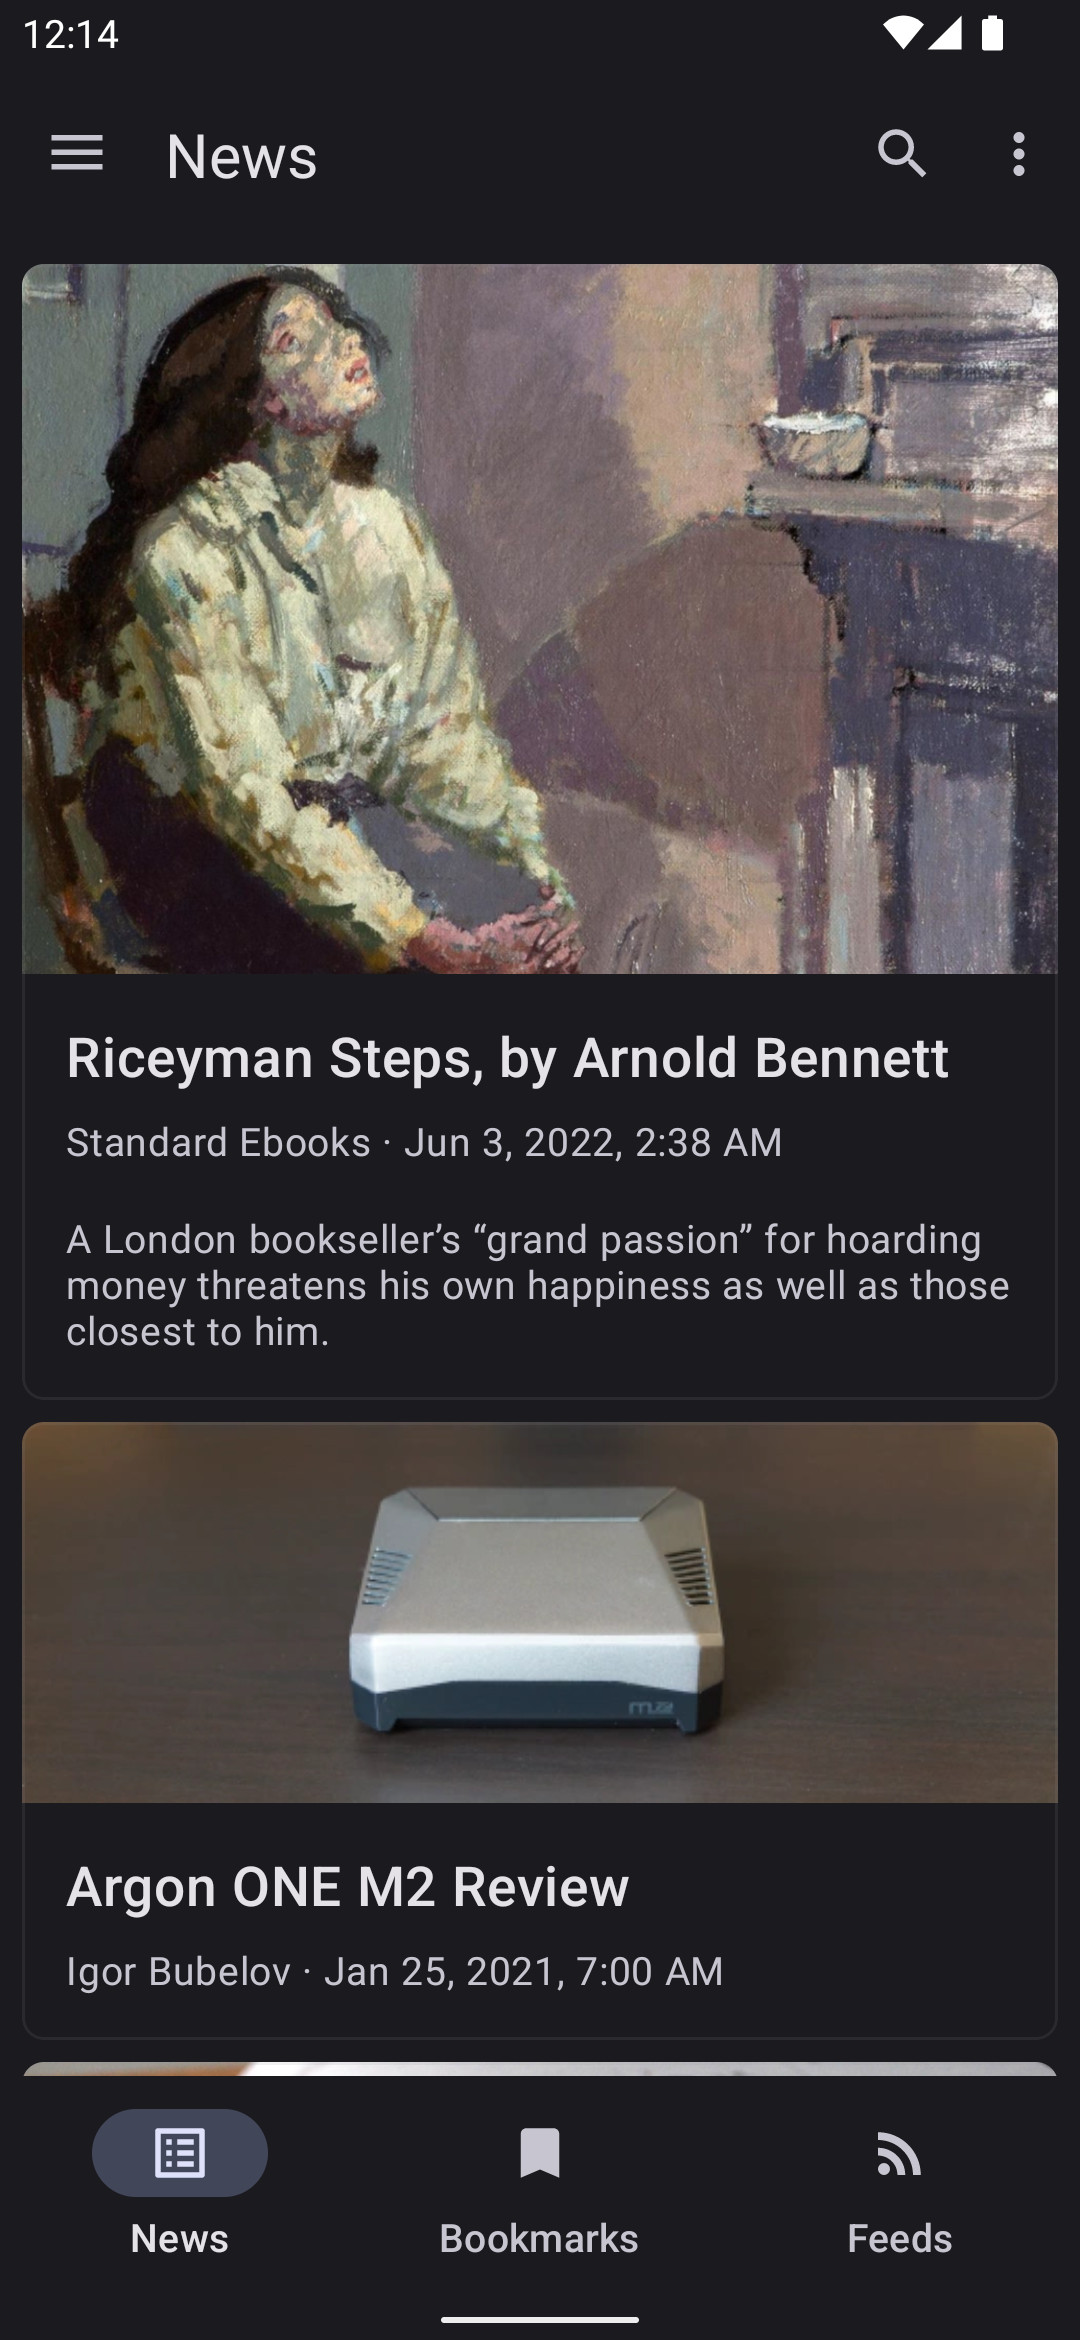 12:14
News
Riceyman Steps, by Arnold Bennett
Standard Ebooks · Jun 3, 2022, 2:38 AM
A London bookseller’s “grand passion” for hoarding
money threatens his own happiness as well as those
closest to him.
Argon ONE M2 Review
Igor Bubelov · Jan 25, 2021, 7:00 AM
News
Bookmarks
Feeds